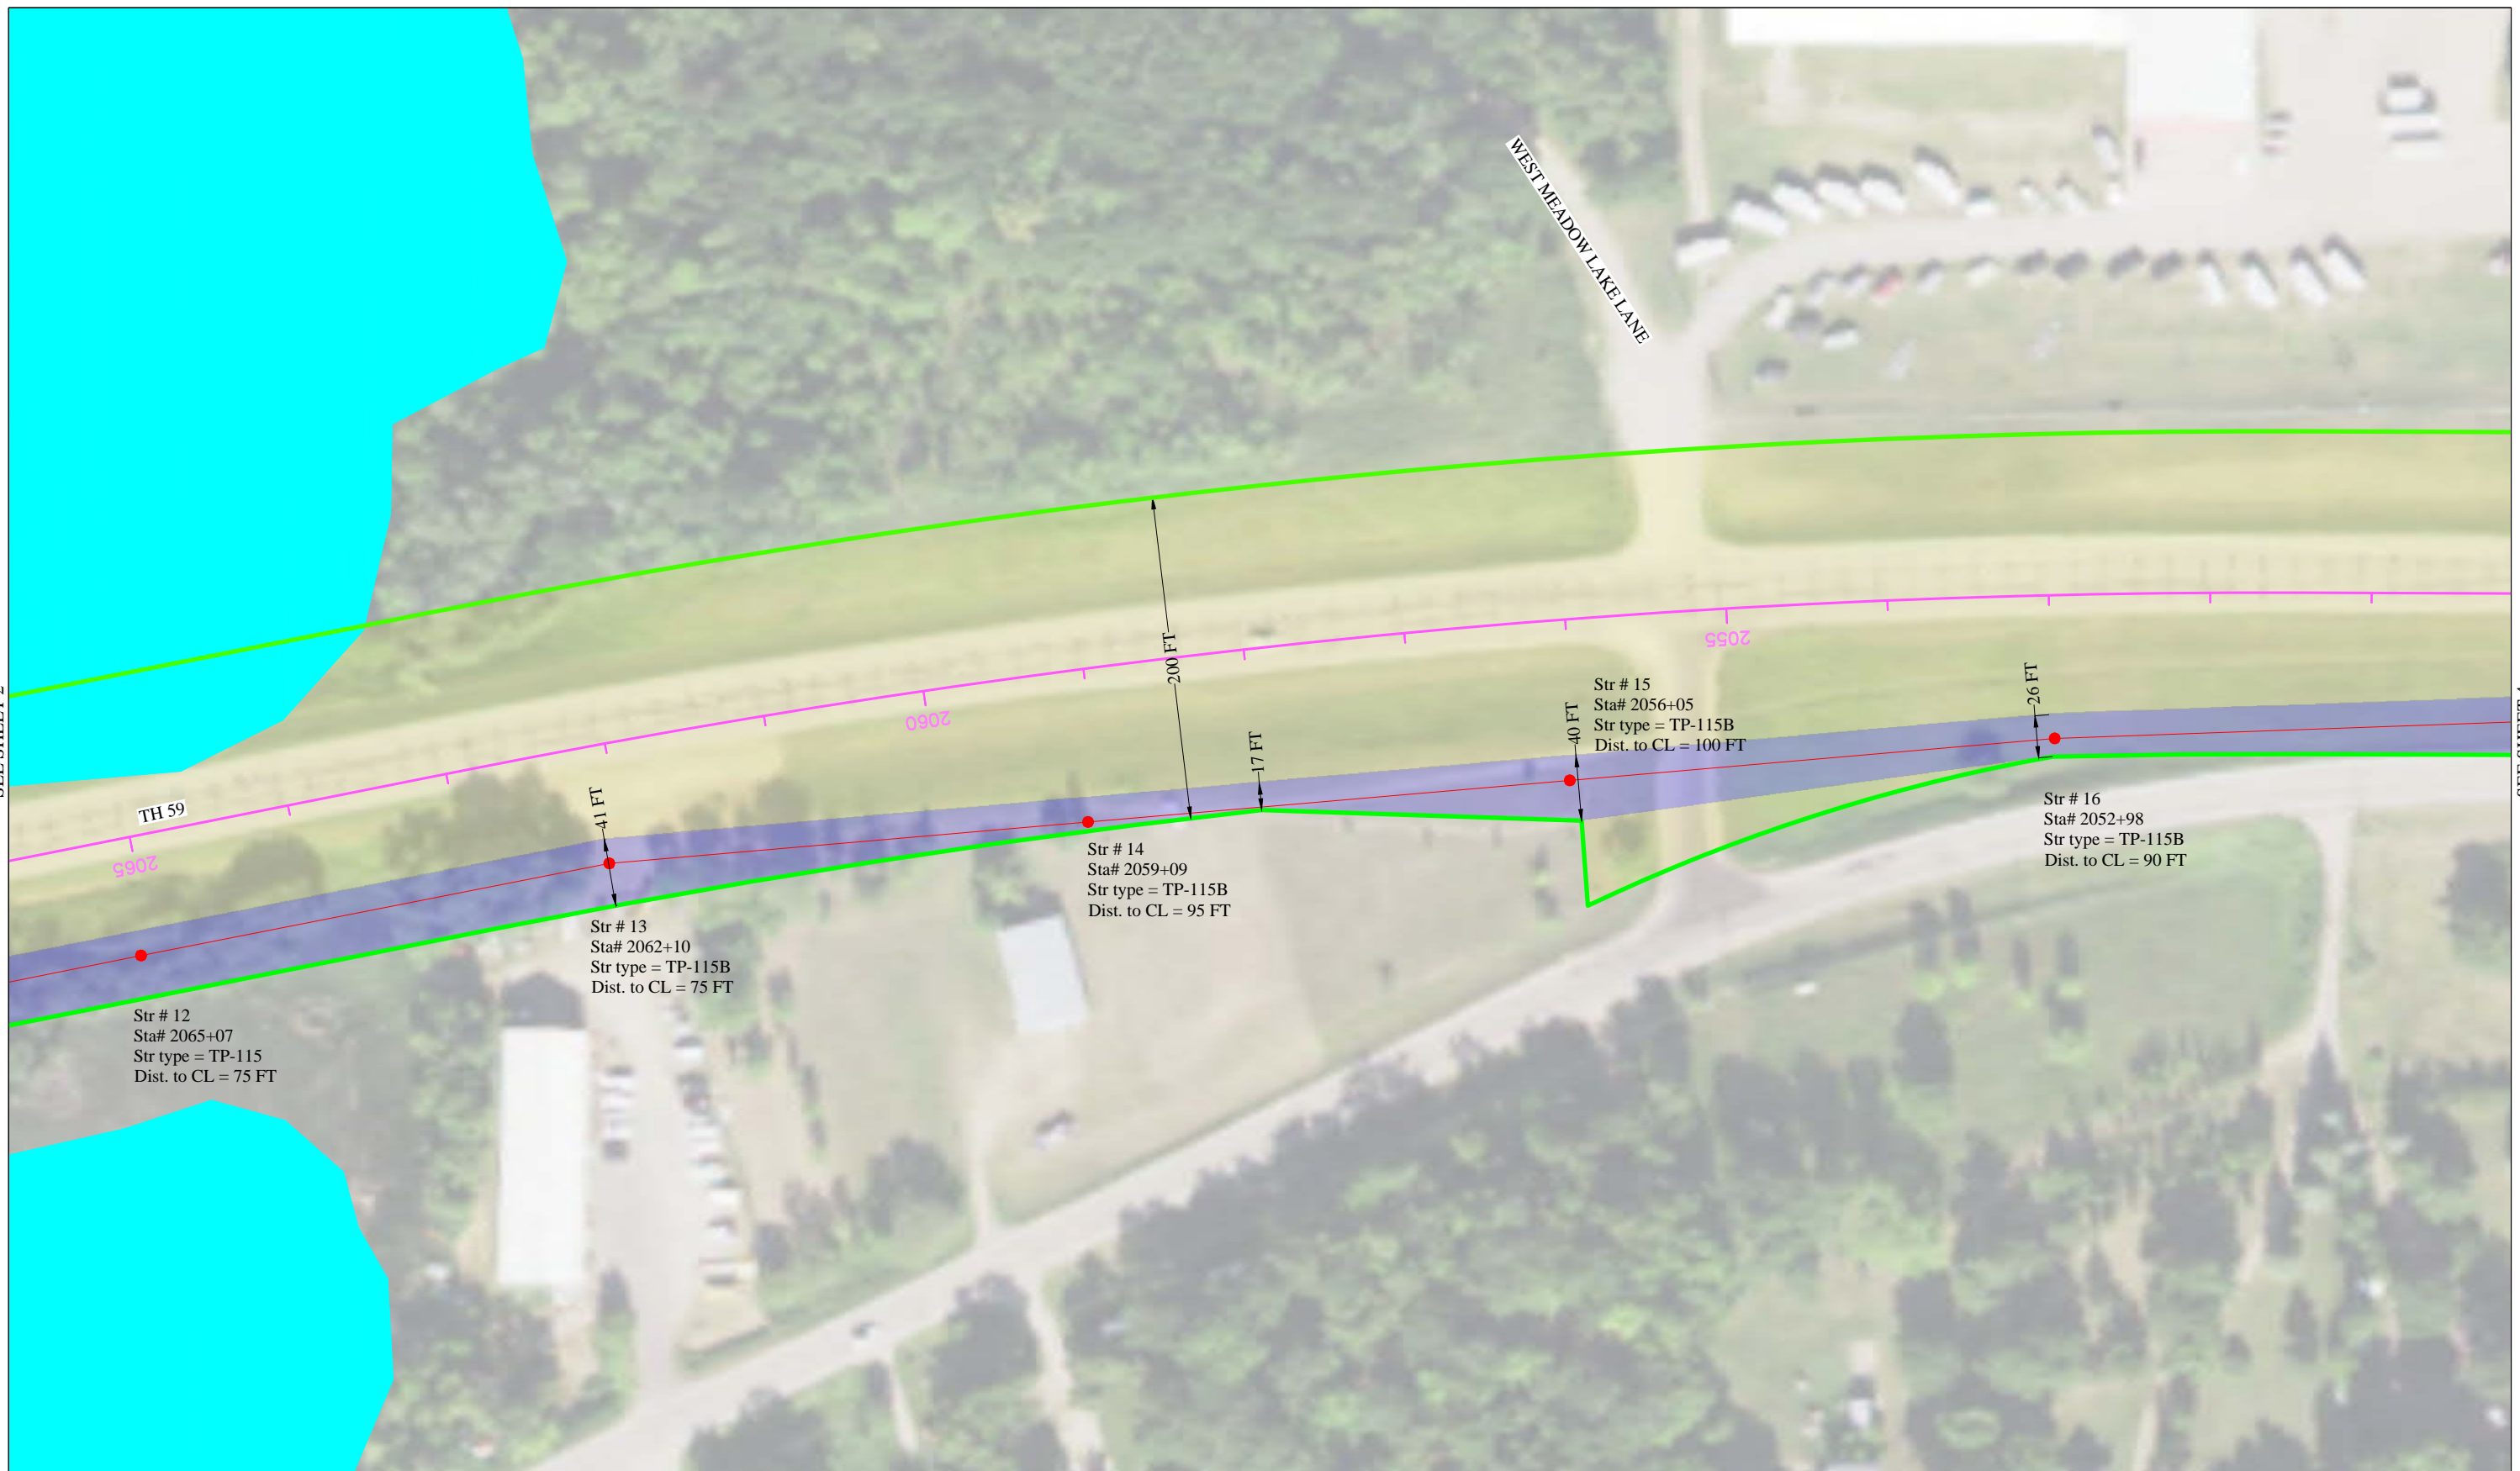 WEST MEADOW LAKE LANE
200 FT
17 FT
40 FT
26 FT
41 FT
Str # 15
Sta# 2056+05
Str type = TP-115B
Dist. to CL = 100 FT
2055
2060
2065
TH 59
Str # 16
Sta# 2052+98
Str type = TP-115B
Dist. to CL = 90 FT
Str # 14
Sta# 2059+09
Str type = TP-115B
Dist. to CL = 95 FT
Str # 13
Sta# 2062+10
Str type = TP-115B
Dist. to CL = 75 FT
Str # 12
Sta# 2065+07
Str type = TP-115
Dist. to CL = 75 FT